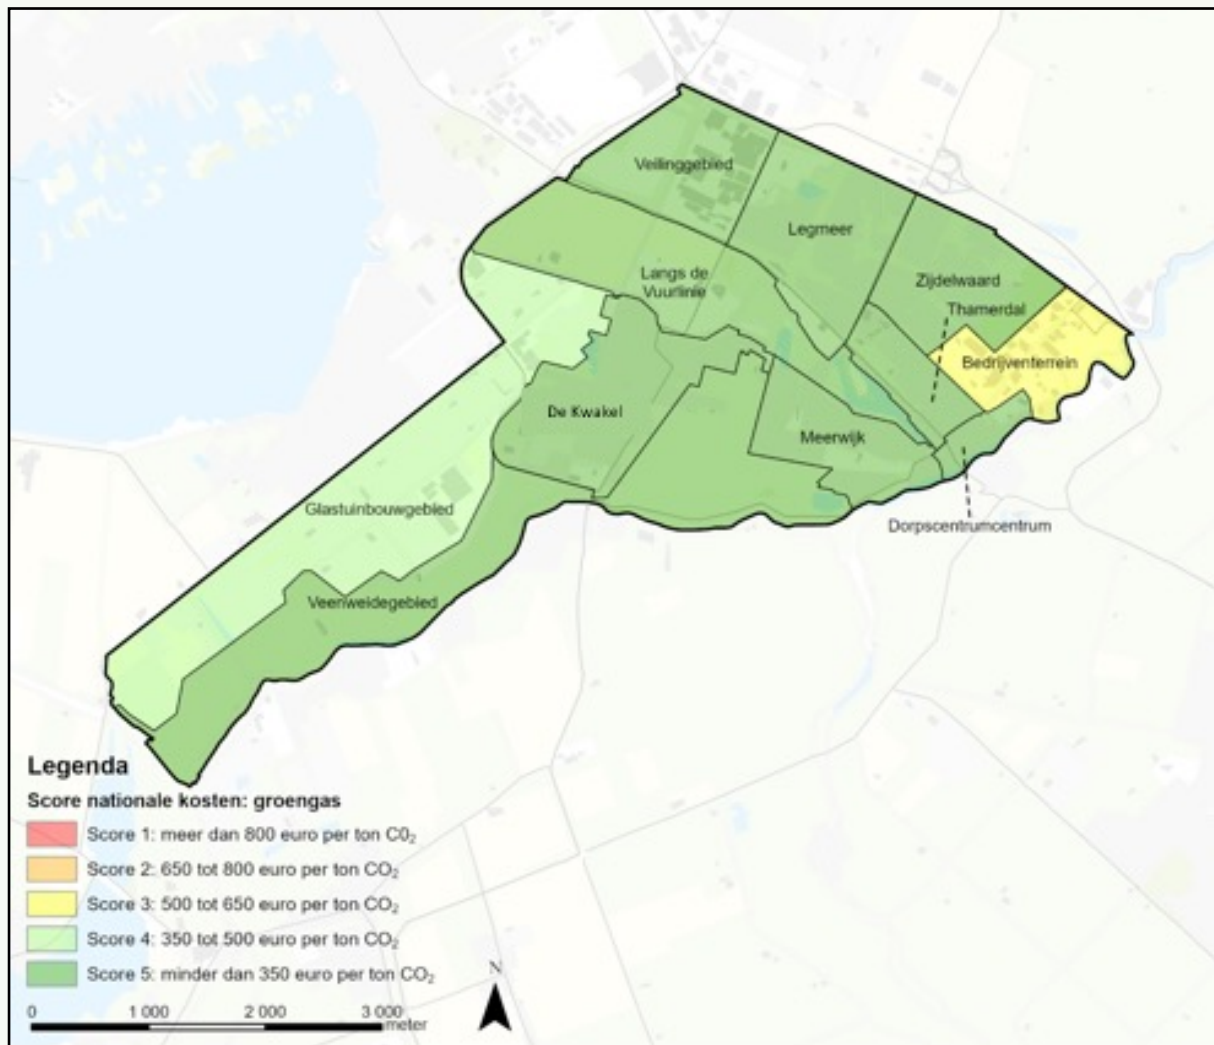 Veilinggebied
Legmeer
Langs de
Vuurlinie
Zijdelwaard
Thamerdal
Bedrijventerrein
De Kwakel
Meerwijk
Glastuinbouwgebied
Dorpscentrumcentrum
Veenweidegebied
Legenda
Score nationale kosten: groengas
Score 1: meer dan 800 euro per ton C0₂
Score 2: 650 tot 800 euro per ton CO₂
Score 3: 500 tot 650 euro per ton CO₂
Score 4: 350 tot 500 euro per ton CO₂
Score 5: minder dan 350 euro per ton CO₂
N
0 1 000 2 000 3 000
meter